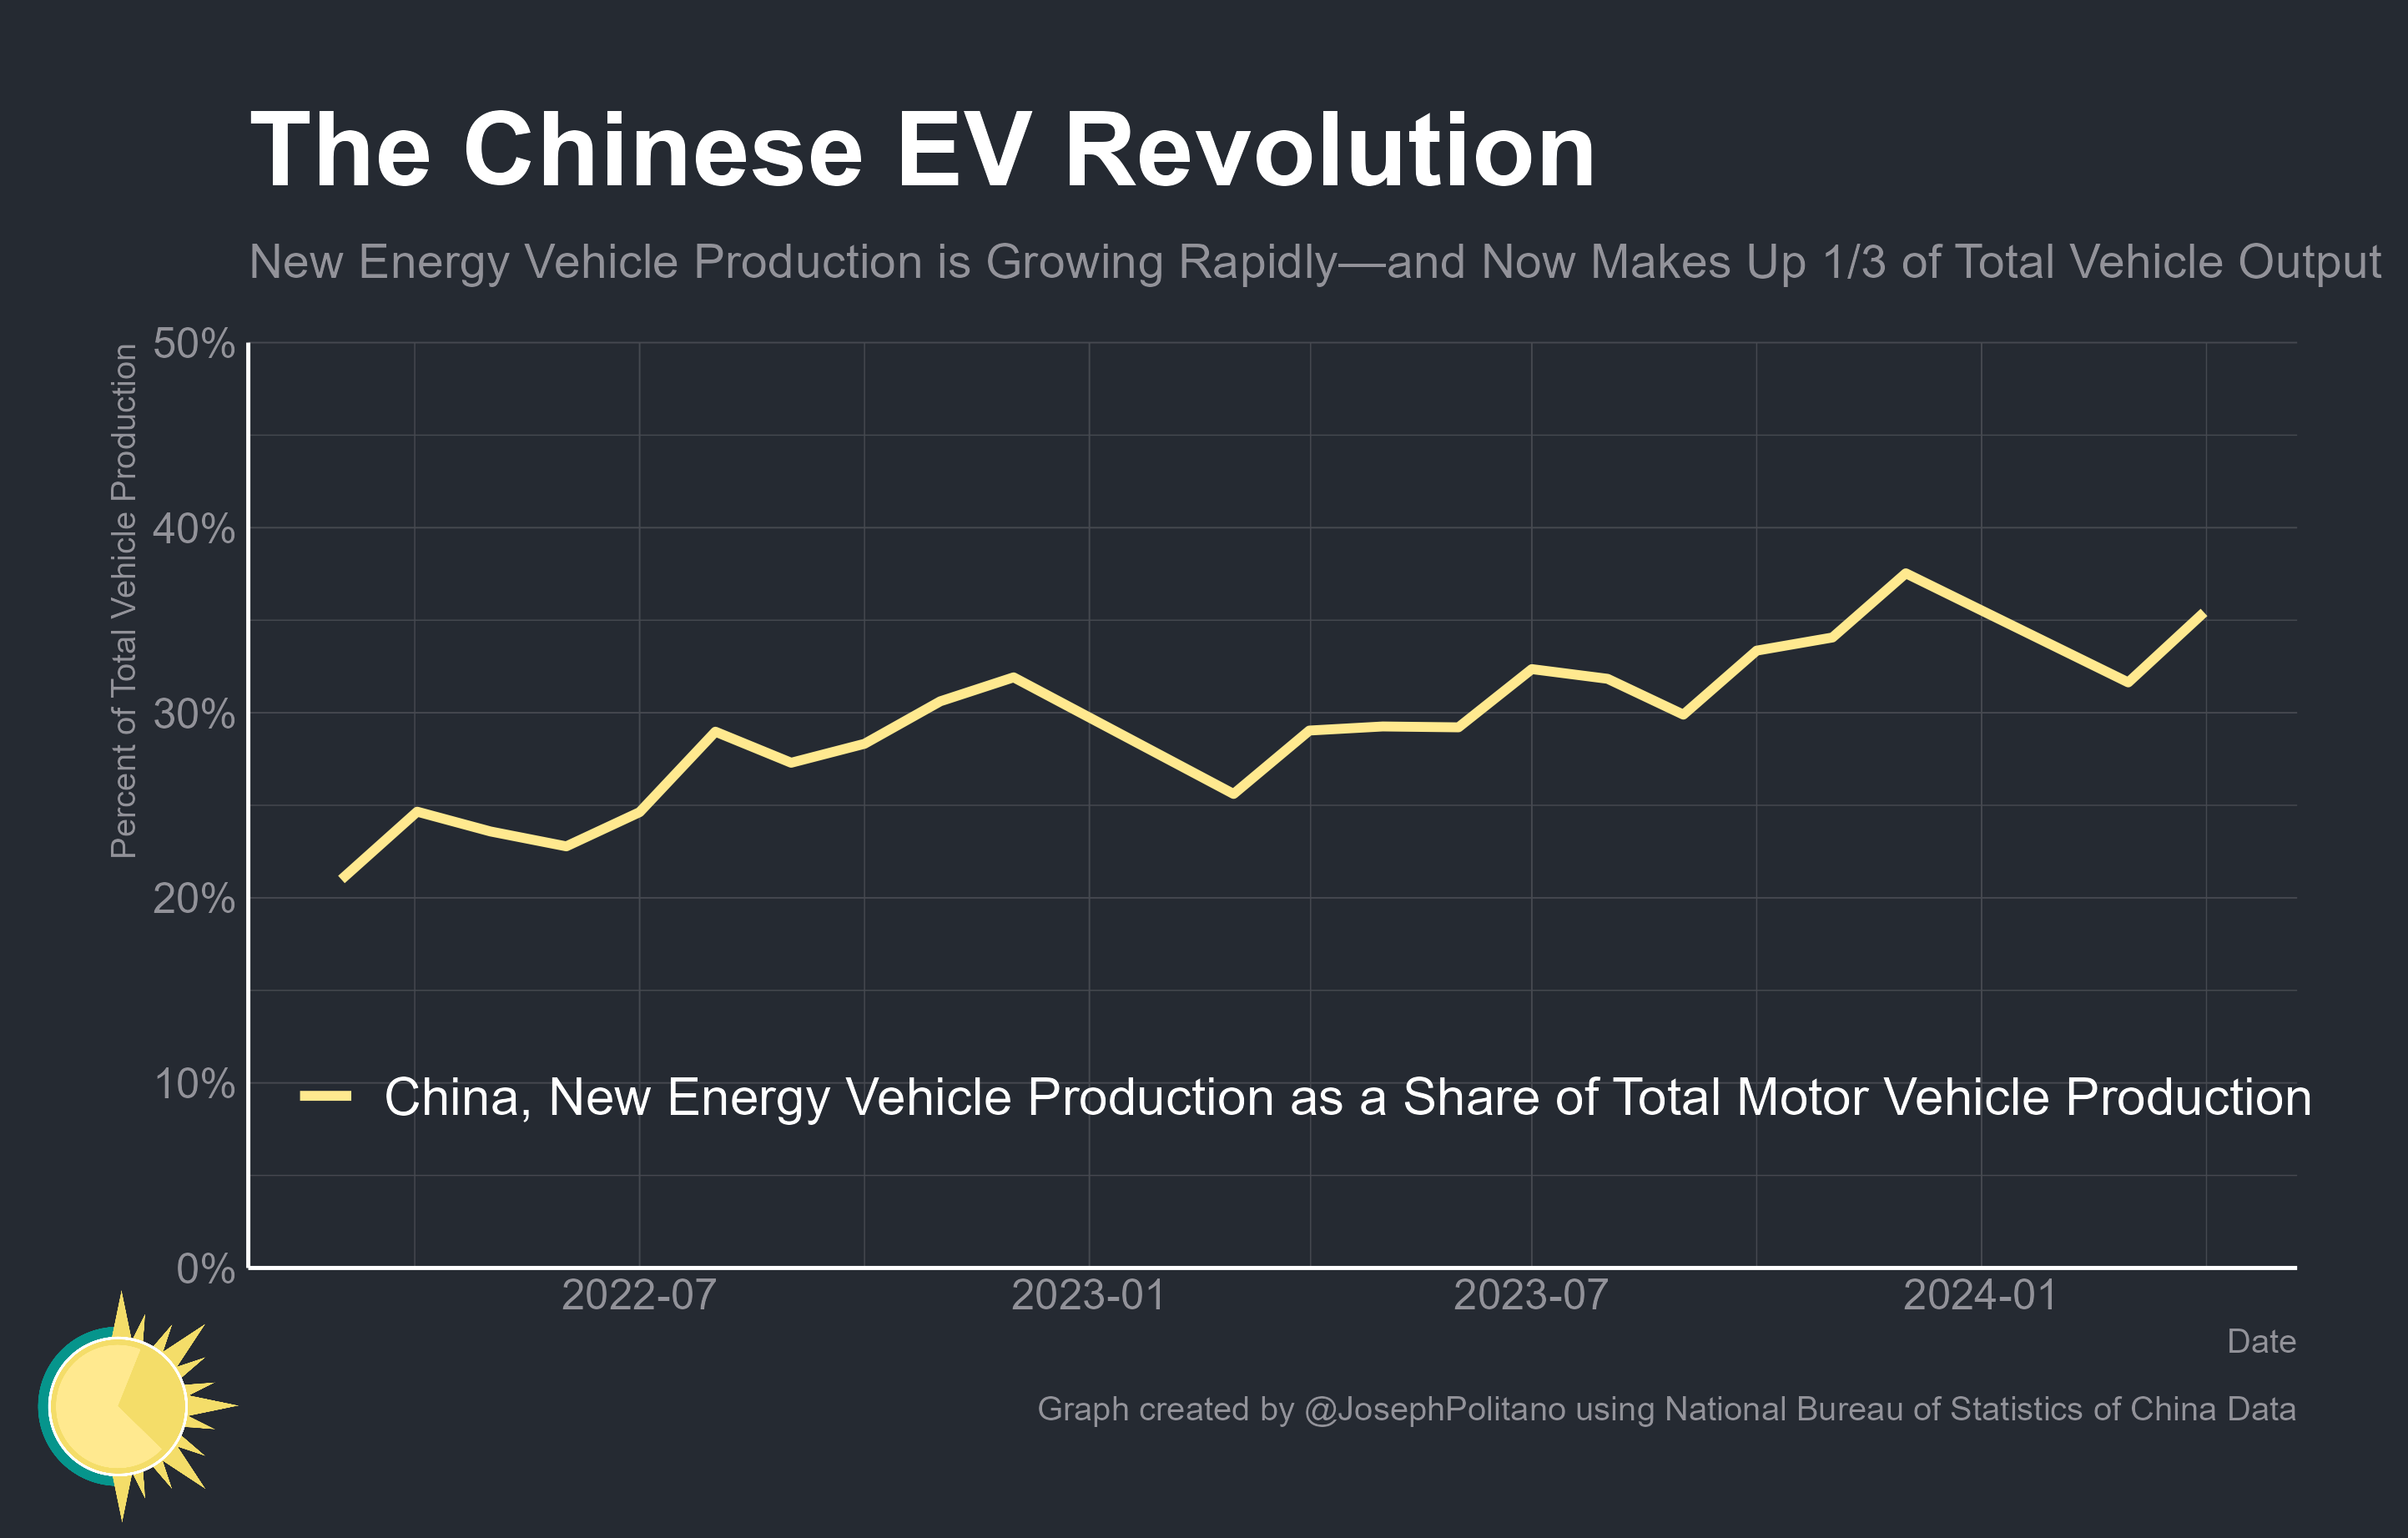 The Chinese EV Revolution
New Energy Vehicle Production is Growing Rapidly—and Now Makes Up 1/3 of Total Vehicle Output
Percent of Total Vehicle Production
50%
40%
30%
20%
10%
0%
China, New Energy Vehicle Production as a Share of Total Motor Vehicle Production
2022-07
2023-01
2023-07
2024-01
Date
Graph created by @JosephPolitano using National Bureau of Statistics of China Data